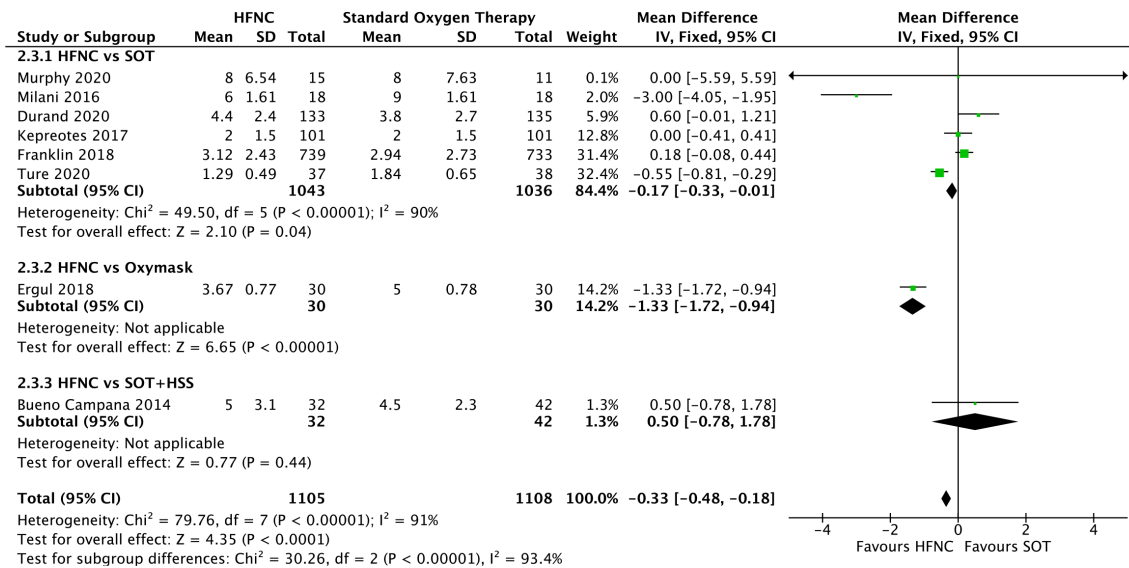 HFNC Standard Oxygen Therapy Mean Difference Mean Difference
Study or Subgroup Mean SD Total Mean SD Total Weight IV, Fixed, 95% CI IV, Fixed, 95% CI
2.3.1 HFNC vs SOT
Murphy 2020 8 6.54 15 8 7.63 11 0.1% 0.00 [−5.59, 5.59]
Milani 2016 6 1.61 18 9 1.61 18 2.0% −3.00 [−4.05, −1.95]
Durand 2020 4.4 2.4 133 3.8 2.7 135 5.9% 0.60 [−0.01, 1.21]
Kepreotes 2017 2 1.5 101 2 1.5 101 12.8% 0.00 [−0.41, 0.41]
Franklin 2018 3.12 2.43 739 2.94 2.73 733 31.4% 0.18 [−0.08, 0.44]
Ture 2020 1.29 0.49 37 1.84 0.65 38 32.4% −0.55 [−0.81, −0.29]
Subtotal (95% CI) 1043 1036 84.4% −0.17 [−0.33, −0.01]
Heterogeneity: Chi² = 49.50, df = 5 (P < 0.00001); I² = 90%
Test for overall effect: Z = 2.10 (P = 0.04)
2.3.2 HFNC vs Oxymask
Ergul 2018 3.67 0.77 30 5 0.78 30 14.2% −1.33 [−1.72, −0.94]
Subtotal (95% CI) 30 30 14.2% −1.33 [−1.72, −0.94]
Heterogeneity: Not applicable
Test for overall effect: Z = 6.65 (P < 0.00001)
2.3.3 HFNC vs SOT+HSS
Bueno Campana 2014 5 3.1 32 4.5 2.3 42 1.3% 0.50 [−0.78, 1.78]
Subtotal (95% CI) 32 42 1.3% 0.50 [−0.78, 1.78]
Heterogeneity: Not applicable
Test for overall effect: Z = 0.77 (P = 0.44)
Total (95% CI) 1105 1108 100.0% −0.33 [−0.48, −0.18]
Heterogeneity: Chi² = 79.76, df = 7 (P < 0.00001); I² = 91%
Test for overall effect: Z = 4.35 (P < 0.0001)
Test for subgroup differences: Chi² = 30.26, df = 2 (P < 0.00001), I² = 93.4%
−4 −2 0 2 4
Favours HFNC Favours SOT